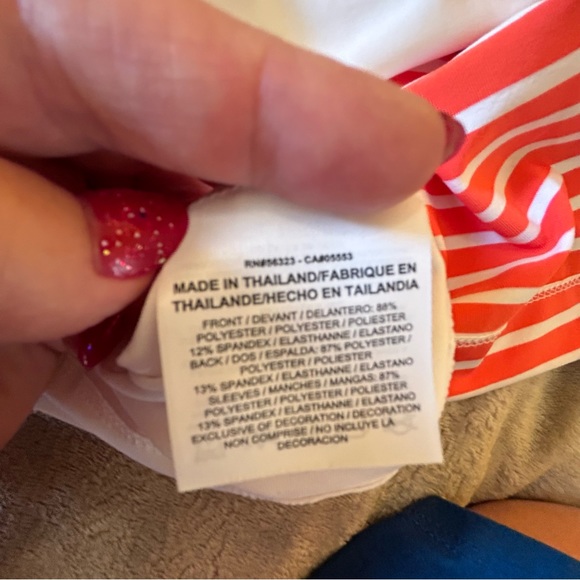 RN#56323 - CA#05553
MADE IN THAILAND/FABRIQUE EN
THAILANDE/HECHO EN TAILANDIA
FRONT / DEVANT / DELANTERO: 88%
POLYESTER / POLYESTER / POLIESTER
12% SPANDEX / ELASTHANNE / ELASTANO
BACK / DOS / ESPALDA: 87% POLYESTER /
POLYESTER / POLIESTER
13% SPANDEX / ELASTHANNE / ELASTANO
SLEEVES / MANCHES / MANGAS: 87%
POLYESTER / POLYESTER / POLIESTER
13% SPANDEX / ELASTHANNE / ELASTANO
EXCLUSIVE OF DECORATION / DECORATION
NON COMPRISE / NO INCLUYE LA
DECORACION